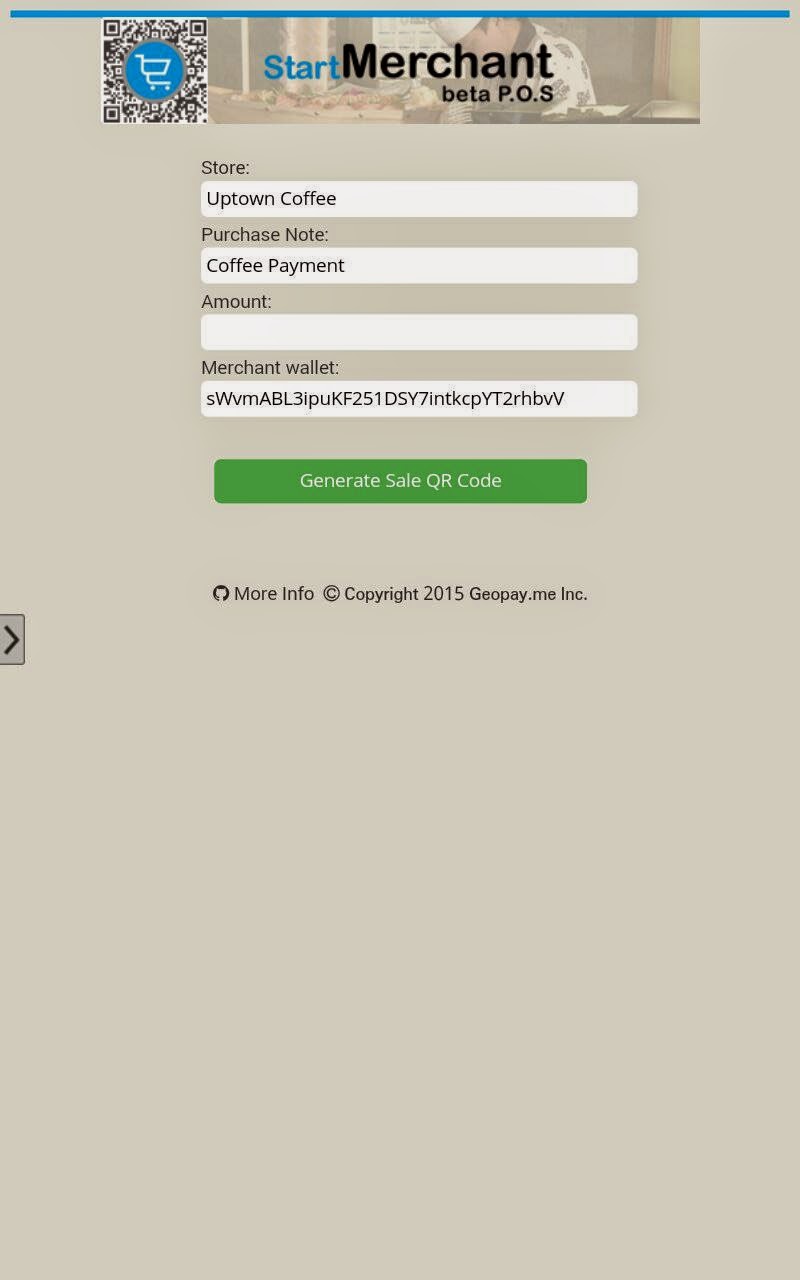 StartMerchant
beta P.O.S
Store:
Uptown Coffee
Purchase Note:
Coffee Payment
Amount:
Merchant wallet:
sWvmABL3ipuKF251DSY7intkcpYT2rhbvV
Generate Sale QR Code
More Info © Copyright 2015 Geopay.me Inc.